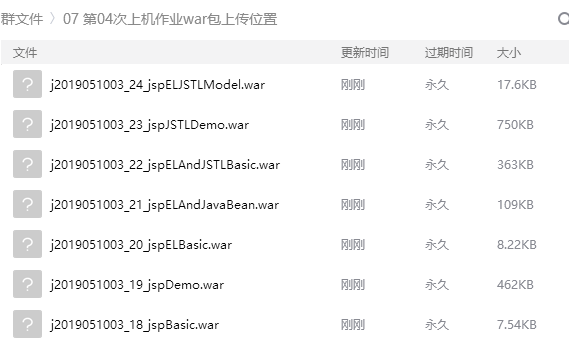 群文件 〉 07 第04次上机作业war包上传位置
文件 更新时间 过期时间 大小
j2019051003_24_jspELJSTLModel.war 刚刚 永久 17.6KB
j2019051003_23_jspJSTLDemo.war 刚刚 永久 750KB
j2019051003_22_jspELAndJSTLBasic.war 刚刚 永久 363KB
j2019051003_21_jspELAndJavaBean.war 刚刚 永久 109KB
j2019051003_20_jspELBasic.war 刚刚 永久 8.22KB
j2019051003_19_jspDemo.war 刚刚 永久 462KB
j2019051003_18_jspBasic.war 刚刚 永久 7.54KB